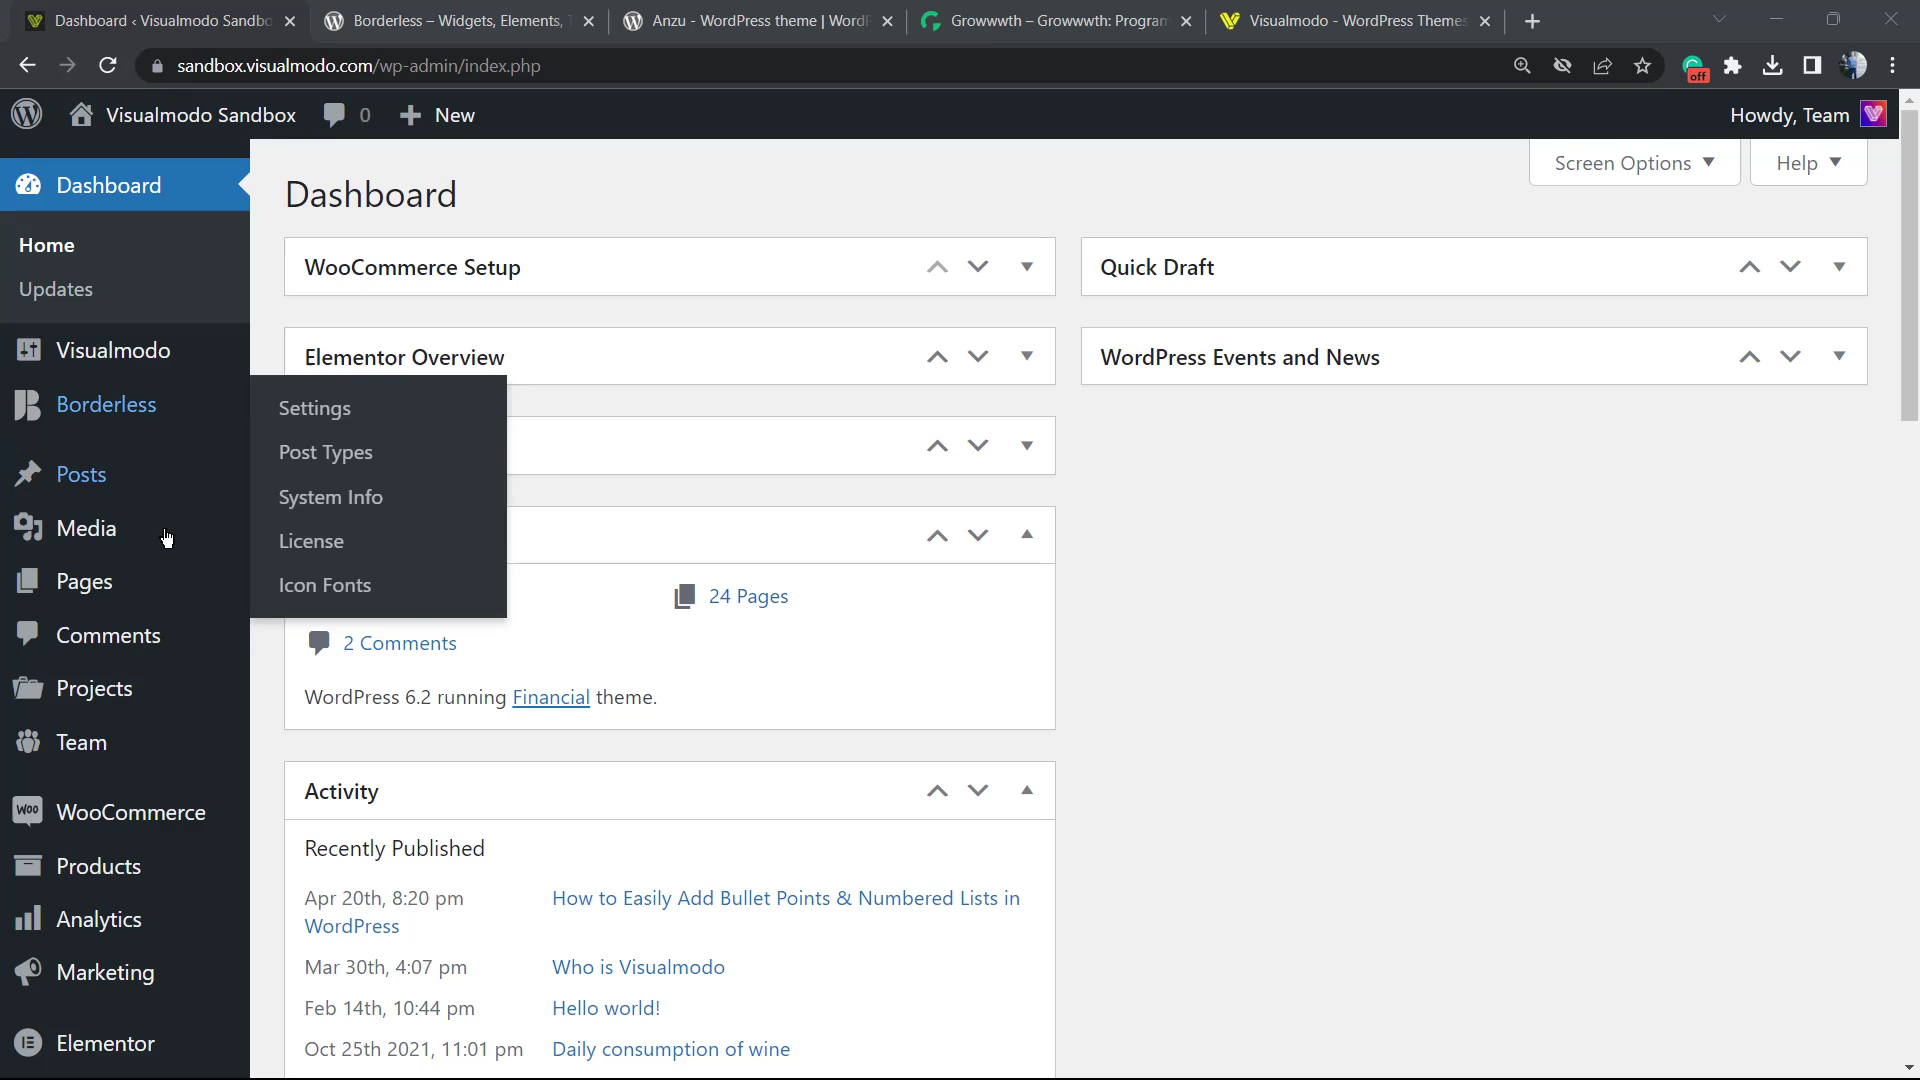 Dashboard ‹ Visualmodo Sandbo
Borderless – Widgets, Elements, T
Anzu - WordPress theme | WordP
Growwwth – Growwwth: Program
Visualmodo - WordPress Themes
sandbox.visualmodo.com/wp-admin/index.php
off
Visualmodo Sandbox
0
New
Howdy, Team
Screen Options
Help
Dashboard
Dashboard
Home
Updates
Visualmodo
Borderless
Posts
Media
Pages
Comments
Projects
Team
WOO
WooCommerce
Products
Analytics
Marketing
Elementor
Settings
Post Types
System Info
License
Icon Fonts
WooCommerce Setup
Elementor Overview
Quick Draft
WordPress Events and News
24 Pages
2 Comments
WordPress 6.2 running Financial theme.
Activity
Recently Published
Apr 20th, 8:20 pm How to Easily Add Bullet Points & Numbered Lists in
WordPress
Mar 30th, 4:07 pm Who is Visualmodo
Feb 14th, 10:44 pm Hello world!
Oct 25th 2021, 11:01 pm Daily consumption of wine